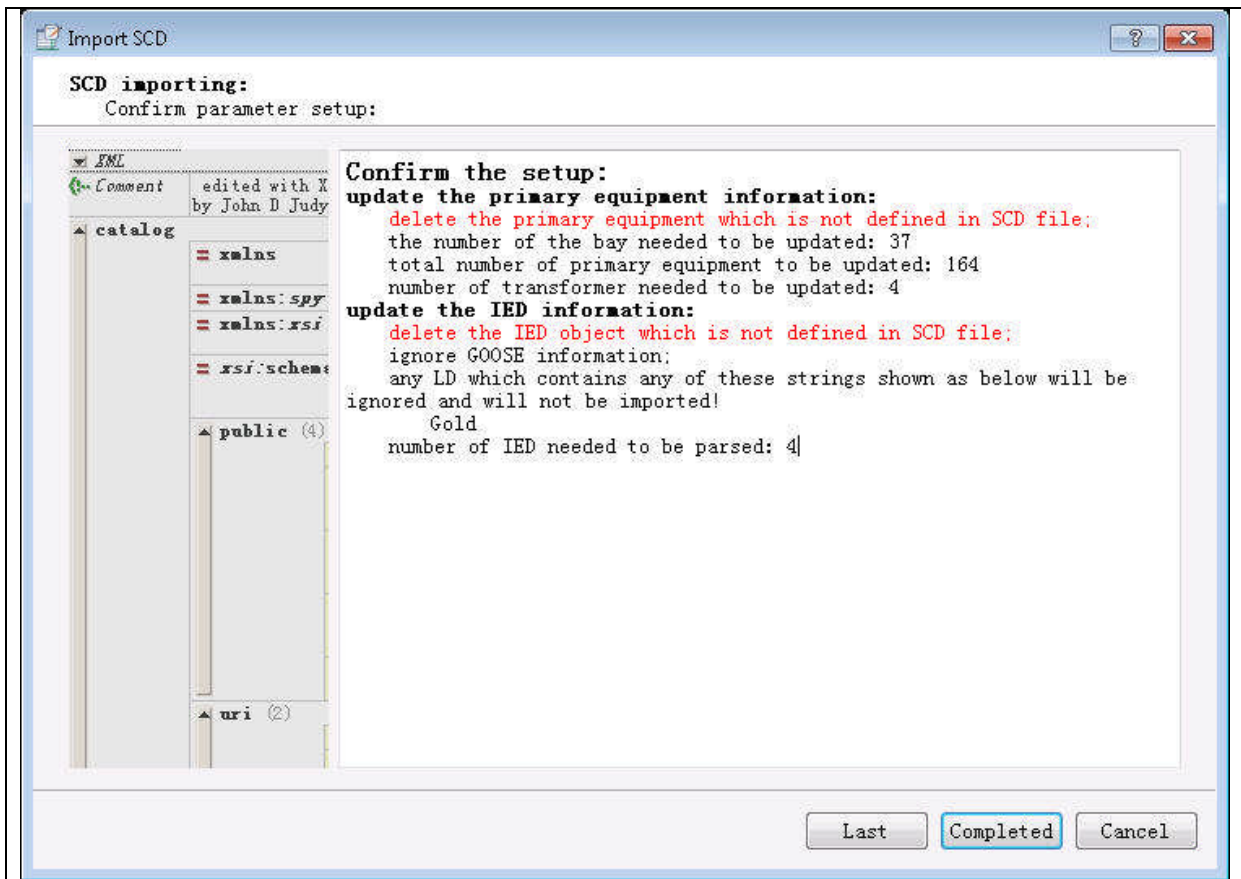 Import SCD
SCD importing:
Confirm parameter setup:
XML
Comment
edited with X
by John D Judy
catalog
= xmlns
= xmlns:spy
= xmlns:xsi
= xsi:schema
public (4)
uri (2)
Confirm the setup:
update the primary equipment information:
delete the primary equipment which is not defined in SCD file;
the number of the bay needed to be updated: 37
total number of primary equipment to be updated: 164
number of transformer needed to be updated: 4
update the IED information:
delete the IED object which is not defined in SCD file;
ignore GOOSE information;
any LD which contains any of these strings shown as below will be
ignored and will not be imported!
Gold
number of IED needed to be parsed: 4
Last
Completed
Cancel